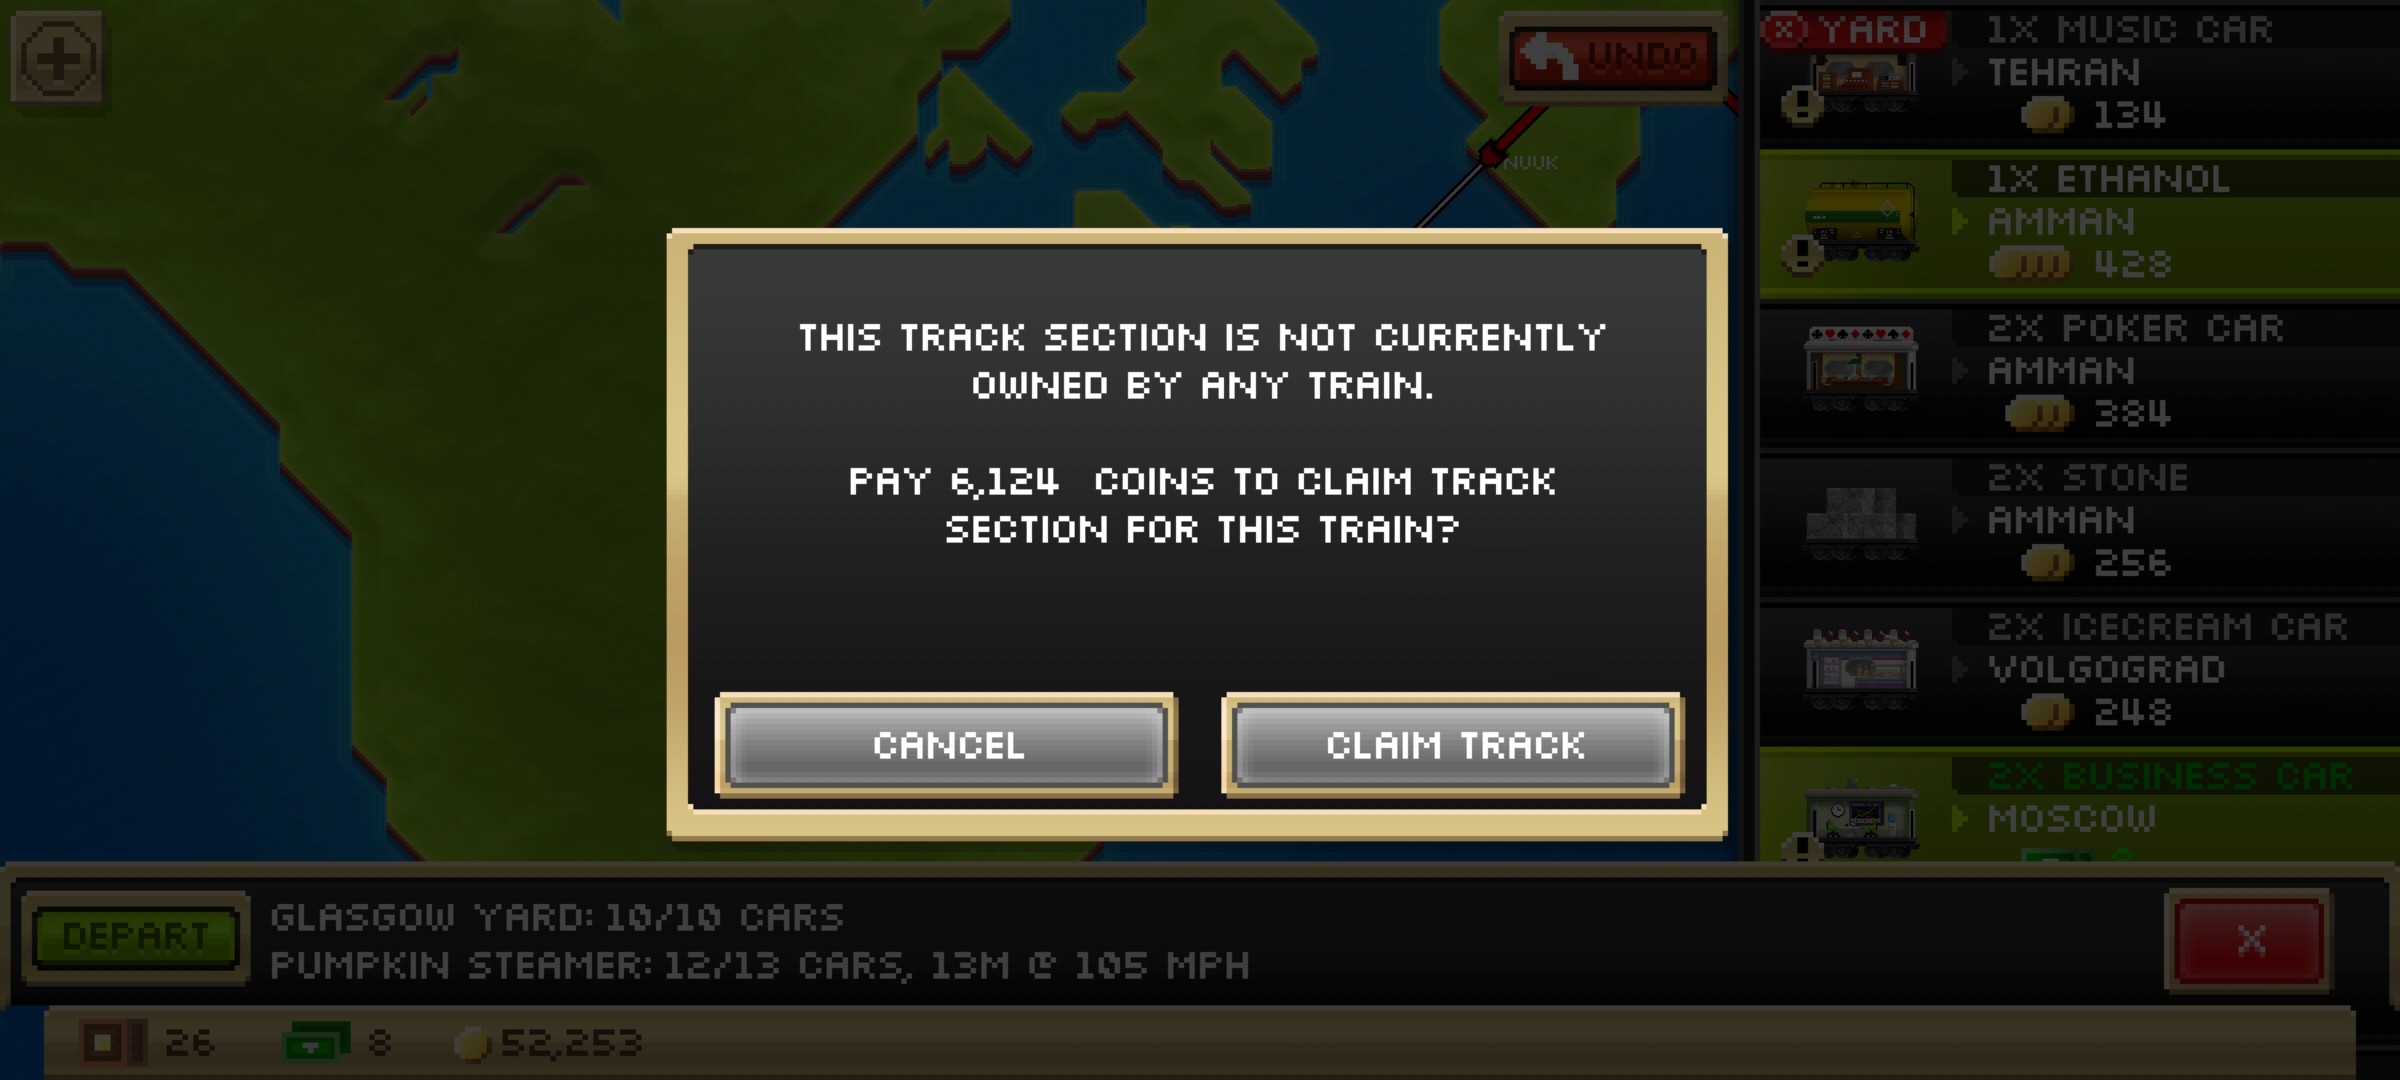 UNDO
NUUK
YARD
1X MUSIC CAR
TEHRAN
134
1X ETHANOL
AMMAN
428
2X POKER CAR
AMMAN
384
2X STONE
AMMAN
256
2X ICECREAM CAR
VOLGOGRAD
248
2X BUSINESS CAR
MOSCOW
THIS TRACK SECTION IS NOT CURRENTLY
OWNED BY ANY TRAIN.
PAY 6,124 COINS TO CLAIM TRACK
SECTION FOR THIS TRAIN?
CANCEL
CLAIM TRACK
DEPART
GLASGOW YARD: 10/10 CARS
PUMPKIN STEAMER: 12/13 CARS, 13M @ 105 MPH
X
26
8
52,253